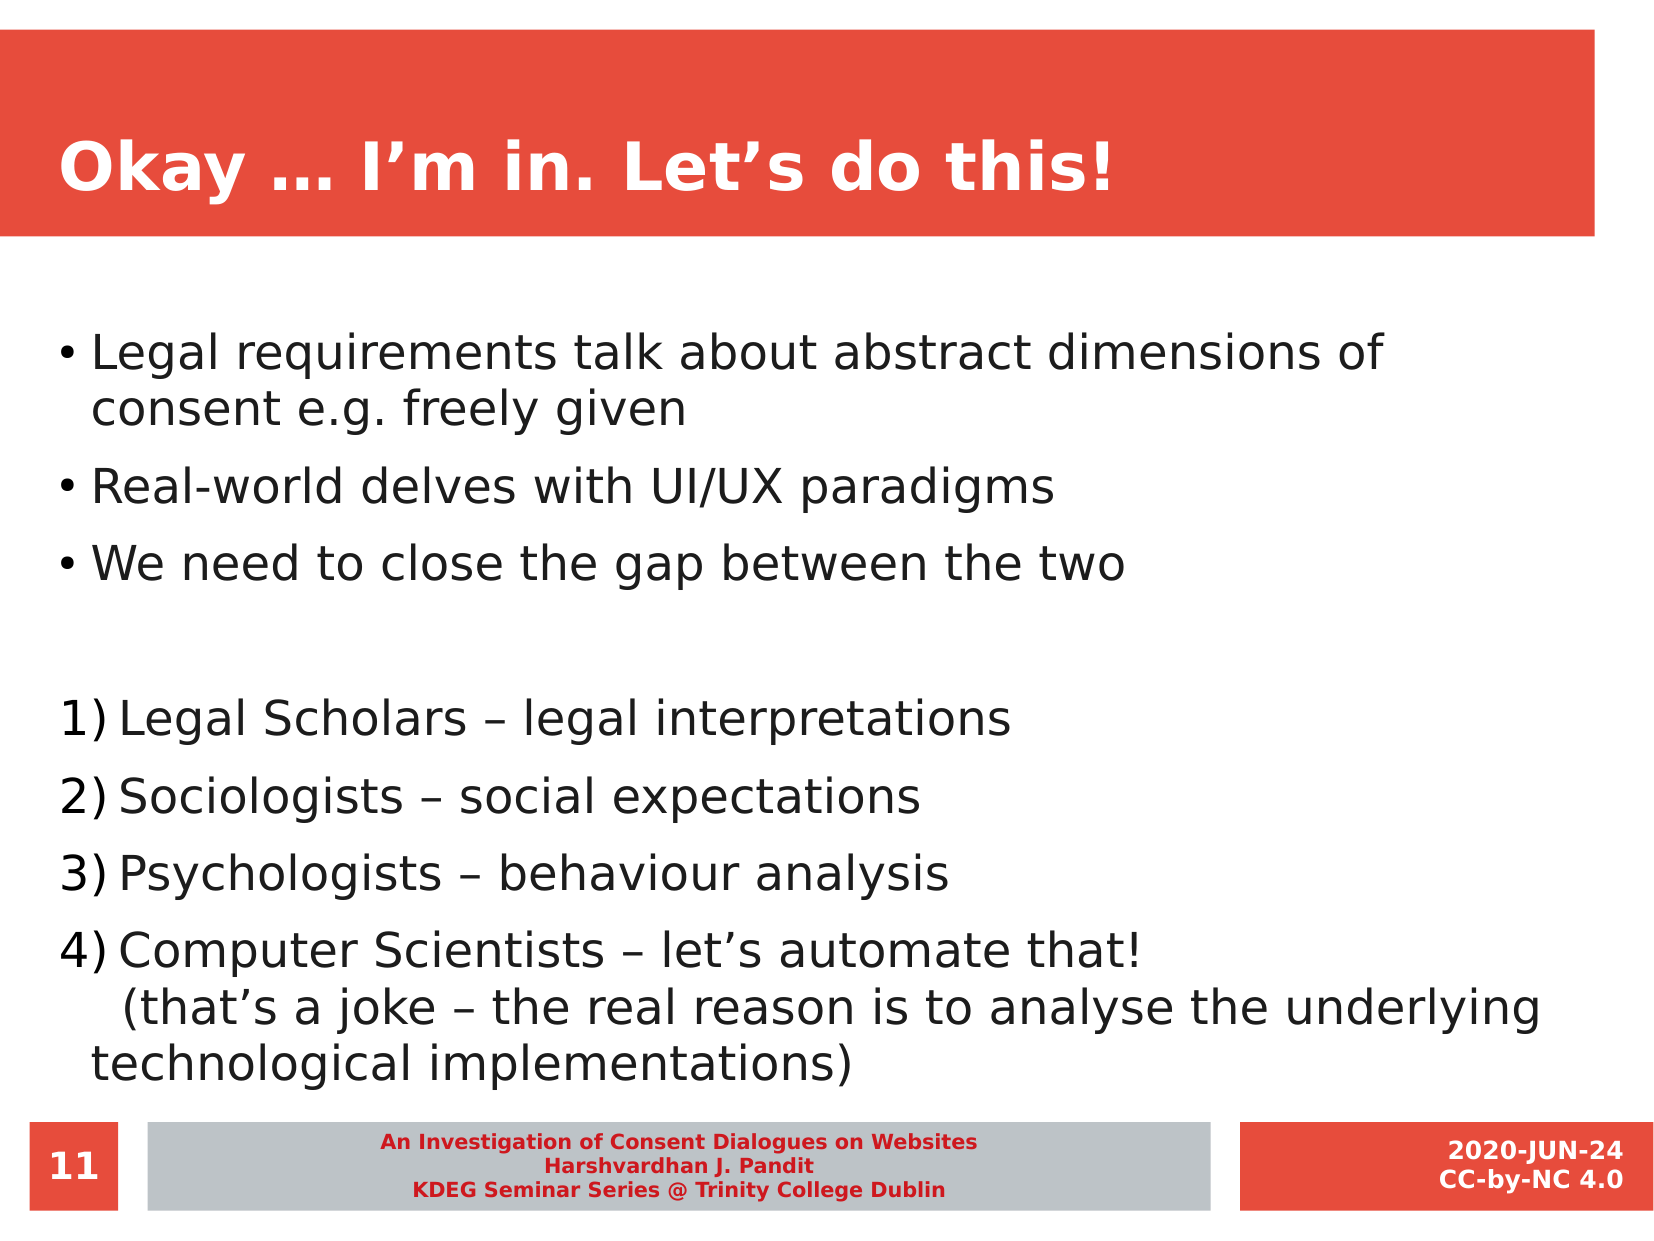 Okay … I’m in. Let’s do this!
• Legal requirements talk about abstract dimensions of
consent e.g. freely given
• Real-world delves with UI/UX paradigms
• We need to close the gap between the two
1) Legal Scholars – legal interpretations
2) Sociologists – social expectations
3) Psychologists – behaviour analysis
4) Computer Scientists – let’s automate that!
(that’s a joke – the real reason is to analyse the underlying
technological implementations)
11
An Investigation of Consent Dialogues on Websites
Harshvardhan J. Pandit
KDEG Seminar Series @ Trinity College Dublin
2020-JUN-24
CC-by-NC 4.0